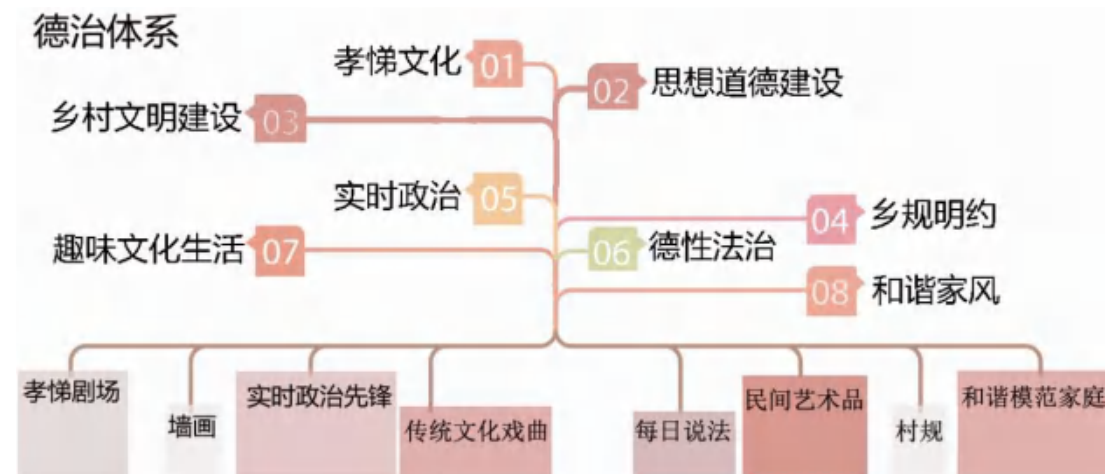 德治体系
孝悌文化 01
02 思想道德建设
乡村文明建设 03
实时政治 05
04 乡规明约
趣味文化生活 07
06 德性法治
08 和谐家风
孝悌剧场
墙画
实时政治先锋
传统文化戏曲
每日说法
民间艺术品
村规
和谐模范家庭